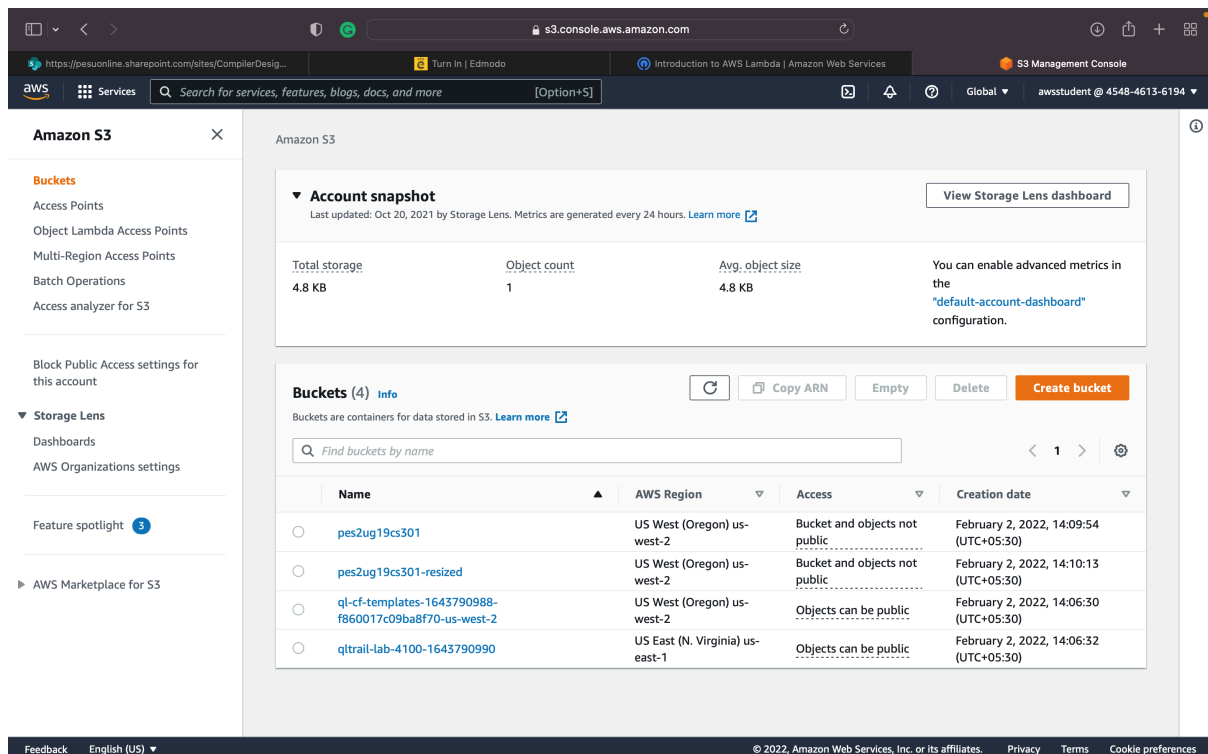 s3.console.aws.amazon.com
https://pesuonline.sharepoint.com/sites/CompilerDesig...
Turn In | Edmodo
Introduction to AWS Lambda | Amazon Web Services
S3 Management Console
aws
Services
Search for services, features, blogs, docs, and more
[Option+S]
Global ▼
awsstudent @ 4548-4613-6194 ▼
Amazon S3
Buckets
Access Points
Object Lambda Access Points
Multi-Region Access Points
Batch Operations
Access analyzer for S3
Block Public Access settings for
this account
Storage Lens
Dashboards
AWS Organizations settings
Feature spotlight 3
AWS Marketplace for S3
Amazon S3
Account snapshot
Last updated: Oct 20, 2021 by Storage Lens. Metrics are generated every 24 hours. Learn more
View Storage Lens dashboard
Total storage
4.8 KB
Object count
1
Avg. object size
4.8 KB
You can enable advanced metrics in
the
"default-account-dashboard"
configuration.
Buckets (4) Info
Buckets are containers for data stored in S3. Learn more
Copy ARN
Empty
Delete
Create bucket
Find buckets by name
1
Name
AWS Region
Access
Creation date
pes2ug19cs301
US West (Oregon) us-
west-2
Bucket and objects not
public
February 2, 2022, 14:09:54
(UTC+05:30)
pes2ug19cs301-resized
US West (Oregon) us-
west-2
Bucket and objects not
public
February 2, 2022, 14:10:13
(UTC+05:30)
ql-cf-templates-1643790988-
f860017c09ba8f70-us-west-2
US West (Oregon) us-
west-2
Objects can be public
February 2, 2022, 14:06:30
(UTC+05:30)
qltrail-lab-4100-1643790990
US East (N. Virginia) us-
east-1
Objects can be public
February 2, 2022, 14:06:32
(UTC+05:30)
Feedback
English (US) ▼
© 2022, Amazon Web Services, Inc. or its affiliates.
Privacy
Terms
Cookie preferences